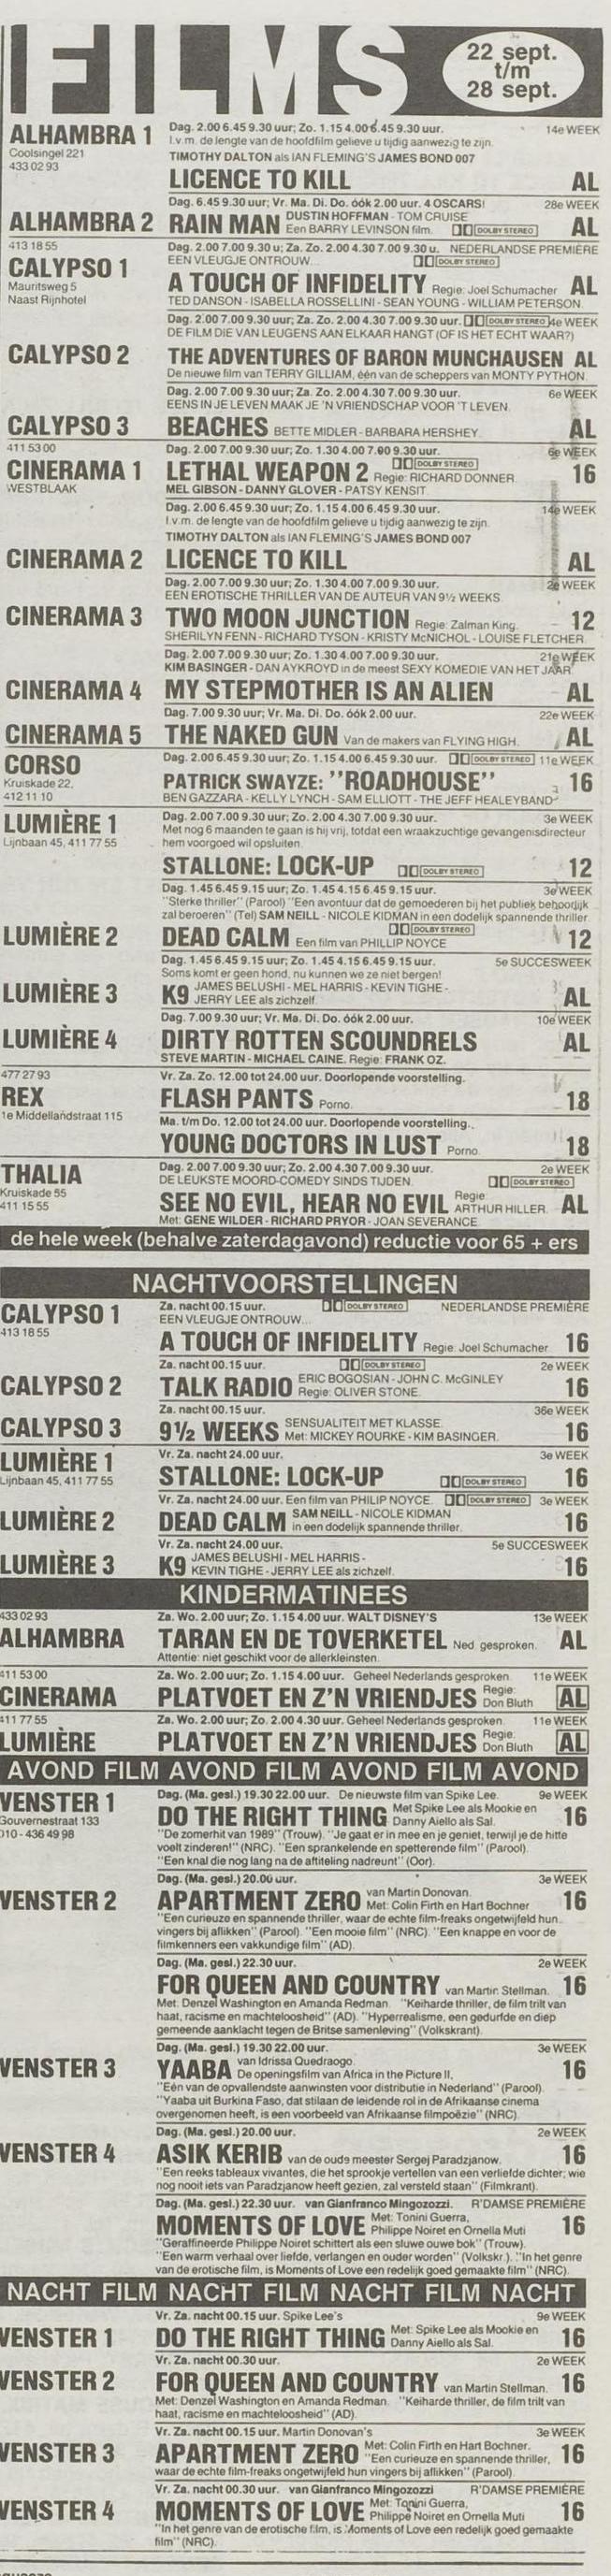 FILMS
22 sept.
t/m
28 sept.
ALHAMBRA 1
Coolsingel 221
433 02 93
Dag. 2.00 6.45 9.30 uur; Zo. 1.15 4.00 6.45 9.30 uur. 14e WEEK
I.v.m. de lengte van de hoofdfilm gelieve u tijdig aanwezig te zijn.
TIMOTHY DALTON als IAN FLEMING'S JAMES BOND 007
LICENCE TO KILL AL
Dag. 6.45 9.30 uur; Vr. Ma. Di. Do. óók 2.00 uur. 4 OSCARS! 28e WEEK
ALHAMBRA 2 RAIN MAN DUSTIN HOFFMAN - TOM CRUISE
Een BARRY LEVINSON film. DOLBY STEREO AL
413 18 55
CALYPSO 1
Mauritsweg 5
Naast Rijnhotel
Dag. 2.00 7.00 9.30 u; Za. Zo. 2.00 4.30 7.00 9.30 u. NEDERLANDSE PREMIÈRE
EEN VLEUGJE ONTROUW... DOLBY STEREO
A TOUCH OF INFIDELITY Regie: Joel Schumacher AL
TED DANSON - ISABELLA ROSSELLINI - SEAN YOUNG - WILLIAM PETERSON.
Dag. 2.00 7.00 9.30 uur; Za. Zo. 2.00 4.30 7.00 9.30 uur. DOLBY STEREO 4e WEEK
DE FILM DIE VAN LEUGENS AAN ELKAAR HANGT (OF IS HET ECHT WAAR?)
CALYPSO 2 THE ADVENTURES OF BARON MUNCHAUSEN AL
De nieuwe film van TERRY GILLIAM, één van de scheppers van MONTY PYTHON.
Dag. 2.00 7.00 9.30 uur; Za. Zo. 2.00 4.30 7.00 9.30 uur. 6e WEEK
EENS IN JE LEVEN MAAK JE 'N VRIENDSCHAP VOOR 'T LEVEN.
CALYPSO 3 BEACHES BETTE MIDLER - BARBARA HERSHEY. AL
411 53 00
CINERAMA 1
WESTBLAAK
Dag. 2.00 7.00 9.30 uur; Zo. 1.30 4.00 7.00 9.30 uur. 6e WEEK
DOLBY STEREO
LETHAL WEAPON 2 Regie: RICHARD DONNER. 16
MEL GIBSON - DANNY GLOVER - PATSY KENSIT.
Dag. 2.00 6.45 9.30 uur; Zo. 1.15 4.00 6.45 9.30 uur. 14e WEEK
I.v.m. de lengte van de hoofdfilm gelieve u tijdig aanwezig te zijn.
TIMOTHY DALTON als IAN FLEMING'S JAMES BOND 007
CINERAMA 2 LICENCE TO KILL AL
Dag. 2.00 7.00 9.30 uur; Zo. 1.30 4.00 7.00 9.30 uur. 2e WEEK
EEN EROTISCHE THRILLER VAN DE AUTEUR VAN 9½ WEEKS.
CINERAMA 3 TWO MOON JUNCTION Regie: Zalman King. 12
SHERILYN FENN - RICHARD TYSON - KRISTY McNICHOL - LOUISE FLETCHER.
Dag. 2.00 7.00 9.30 uur; Zo. 1.30 4.00 7.00 9.30 uur. 21e WEEK
KIM BASINGER - DAN AYKROYD in de meest SEXY KOMEDIE VAN HET JAAR.
CINERAMA 4 MY STEPMOTHER IS AN ALIEN AL
Dag. 7.00 9.30 uur; Vr. Ma. Di. Do. óók 2.00 uur. 22e WEEK
CINERAMA 5 THE NAKED GUN Van de makers van FLYING HIGH. AL
CORSO
Kruiskade 22,
412 11 10
Dag. 2.00 6.45 9.30 uur; Zo. 1.15 4.00 6.45 9.30 uur. DOLBY STEREO 11e WEEK
PATRICK SWAYZE: "ROADHOUSE" 16
BEN GAZZARA - KELLY LYNCH - SAM ELLIOTT - THE JEFF HEALEYBAND
LUMIÈRE 1
Lijnbaan 45, 411 77 55
Dag. 2.00 7.00 9.30 uur; Zo. 2.00 4.30 7.00 9.30 uur. 3e WEEK
Met nog 6 maanden te gaan is hij vrij, totdat een wraakzuchtige gevangenisdirecteur
hem voorgoed wil opsluiten.
STALLONE: LOCK-UP DOLBY STEREO 12
Dag. 1.45 6.45 9.15 uur; Zo. 1.45 4.15 6.45 9.15 uur. 3e WEEK
"Sterke thriller" (Parool) "Een avontuur dat de gemoederen bij het publiek behoorlijk
zal beroeren" (Tel) SAM NEILL - NICOLE KIDMAN in een dodelijk spannende thriller.
DOLBY STEREO
LUMIÈRE 2 DEAD CALM Een film van PHILLIP NOYCE 12
Dag. 1.45 6.45 9.15 uur; Zo. 1.45 4.15 6.45 9.15 uur. 5e SUCCESWEEK
Soms komt er geen hond, nu kunnen we ze niet bergen!
LUMIÈRE 3 K9 JAMES BELUSHI - MEL HARRIS - KEVIN TIGHE -
JERRY LEE als zichzelf. AL
Dag. 7.00 9.30 uur; Vr. Ma. Di. Do. óók 2.00 uur. 10e WEEK
LUMIÈRE 4 DIRTY ROTTEN SCOUNDRELS AL
STEVE MARTIN - MICHAEL CAINE. Regie: FRANK OZ.
477 27 93
REX
1e Middellandstraat 115
Vr. Za. Zo. 12.00 tot 24.00 uur. Doorlopende voorstelling.
FLASH PANTS Porno. 18
Ma. t/m Do. 12.00 tot 24.00 uur. Doorlopende voorstelling.
YOUNG DOCTORS IN LUST Porno. 18
THALIA
Kruiskade 55
411 15 55
Dag. 2.00 7.00 9.30 uur; Zo. 2.00 4.30 7.00 9.30 uur. 2e WEEK
DE LEUKSTE MOORD-COMEDY SINDS TIJDEN. DOLBY STEREO
SEE NO EVIL, HEAR NO EVIL Regie: ARTHUR HILLER. AL
Met: GENE WILDER - RICHARD PRYOR - JOAN SEVERANCE.
de hele week (behalve zaterdagavond) reductie voor 65 + ers
NACHTVOORSTELLINGEN
CALYPSO 1
413 18 55
Za. nacht 00.15 uur. DOLBY STEREO NEDERLANDSE PREMIÈRE
EEN VLEUGJE ONTROUW...
A TOUCH OF INFIDELITY Regie: Joel Schumacher 16
Za. nacht 00.15 uur. DOLBY STEREO 2e WEEK
CALYPSO 2 TALK RADIO ERIC BOGOSIAN - JOHN C. McGINLEY
Regie: OLIVER STONE. 16
Za. nacht 00.15 uur. 36e WEEK
CALYPSO 3 9½ WEEKS SENSUALITEIT MET KLASSE.
Met: MICKEY ROURKE - KIM BASINGER. 16
LUMIÈRE 1
Lijnbaan 45, 411 77 55
Vr. Za. nacht 24.00 uur. 3e WEEK
STALLONE: LOCK-UP DOLBY STEREO 16
Vr. Za. nacht 24.00 uur. Een film van PHILIP NOYCE. DOLBY STEREO 3e WEEK
LUMIÈRE 2 DEAD CALM SAM NEILL - NICOLE KIDMAN
in een dodelijk spannende thriller. 16
Vr. Za. nacht 24.00 uur. 5e SUCCESWEEK
LUMIÈRE 3 K9 JAMES BELUSHI - MEL HARRIS -
KEVIN TIGHE - JERRY LEE als zichzelf. 16
KINDERMATINEES
433 02 93
ALHAMBRA
Za. Wo. 2.00 uur; Zo. 1.15 4.00 uur. WALT DISNEY'S 13e WEEK
TARAN EN DE TOVERKETEL Ned. gesproken. AL
Attentie: niet geschikt voor de allerkleinsten.
411 53 00
Za. Wo. 2.00 uur; Zo. 1.15 4.00 uur. Geheel Nederlands gesproken. 11e WEEK
CINERAMA PLATVOET EN Z'N VRIENDJES Regie: Don Bluth AL
411 77 55
Za. Wo. 2.00 uur; Zo. 2.00 4.30 uur. Geheel Nederlands gesproken. 11e WEEK
LUMIÈRE PLATVOET EN Z'N VRIENDJES Regie: Don Bluth AL
AVOND FILM AVOND FILM AVOND FILM AVOND
VENSTER 1
Gouvernestraat 133
010 - 436 49 98
Dag. (Ma. gesl.) 19.30 22.00 uur. De nieuwste film van Spike Lee. 9e WEEK
DO THE RIGHT THING Met Spike Lee als Mookie en
Danny Aiello als Sal. 16
"De zomerhit van 1989" (Trouw). "Je gaat er in mee en je geniet, terwijl je de hitte
voelt zinderen!" (NRC). "Een sprankelende en spetterende film" (Parool).
"Een knal die nog lang na de aftiteling nadreunt" (Oor).
Dag. (Ma. gesl.) 20.00 uur. 3e WEEK
VENSTER 2 APARTMENT ZERO van Martin Donovan.
Met: Colin Firth en Hart Bochner 16
"Een curieuze en spannende thriller, waar de echte film-freaks ongetwijfeld hun
vingers bij aflikken" (Parool). "Een mooie film" (NRC). "Een knappe en voor de
filmkenners een vakkundige film" (AD).
Dag. (Ma. gesl.) 22.30 uur. 2e WEEK
FOR QUEEN AND COUNTRY van Martin Stellman. 16
Met: Denzel Washington en Amanda Redman. "Keiharde thriller, de film trilt van
haat, racisme en machteloosheid" (AD). "Hyperrealisme, een gedurfde en diep
gemeende aanklacht tegen de Britse samenleving" (Volkskrant).
Dag. (Ma. gesl.) 19.30 22.00 uur. 3e WEEK
VENSTER 3 YAABA van Idrissa Quedraogo.
De openingsfilm van Africa in the Picture II. 16
"Eén van de opvallendste aanwinsten voor distributie in Nederland" (Parool).
"Yaaba uit Burkina Faso, dat stilaan de leidende rol in de Afrikaanse cinema
overgenomen heeft, is een voorbeeld van Afrikaanse filmpoëzie" (NRC).
Dag. (Ma. gesl.) 20.00 uur. 2e WEEK
VENSTER 4 ASIK KERIB van de oude meester Sergej Paradzjanow. 16
"Een reeks tableaux vivantes, die het sprookje vertellen van een verliefde dichter; wie
nog nooit iets van Paradzjanow heeft gezien, zal versteld staan" (Filmkrant).
Dag. (Ma. gesl.) 22.30 uur. van Gianfranco Mingozozzi. R'DAMSE PREMIÈRE
MOMENTS OF LOVE Met: Tonini Guerra,
Philippe Noiret en Ornella Muti 16
"Geraffineerde Philippe Noiret schittert als een sluwe ouwe bok" (Trouw).
"Een warm verhaal over liefde, verlangen en ouder worden" (Volkskr.). "In het genre
van de erotische film, is Moments of Love een redelijk goed gemaakte film" (NRC).
NACHT FILM NACHT FILM NACHT FILM NACHT
Vr. Za. nacht 00.15 uur. Spike Lee's 9e WEEK
VENSTER 1 DO THE RIGHT THING Met: Spike Lee als Mookie en
Danny Aiello als Sal. 16
Vr. Za. nacht 00.30 uur. 2e WEEK
VENSTER 2 FOR QUEEN AND COUNTRY van Martin Stellman. 16
Met: Denzel Washington en Amanda Redman. "Keiharde thriller, de film trilt van
haat, racisme en machteloosheid" (AD).
Vr. Za. nacht 00.15 uur. Martin Donovan's 3e WEEK
VENSTER 3 APARTMENT ZERO Met: Colin Firth en Hart Bochner.
"Een curieuze en spannende thriller, 16
waar de echte film-freaks ongetwijfeld hun vingers bij aflikken" (Parool).
Vr. Za. nacht 00.30 uur. van Gianfranco Mingozozzi R'DAMSE PREMIÈRE
VENSTER 4 MOMENTS OF LOVE Met: Tonini Guerra,
Philippe Noiret en Ornella Muti 16
"In het genre van de erotische film, is Moments of Love een redelijk goed gemaakte
film" (NRC).